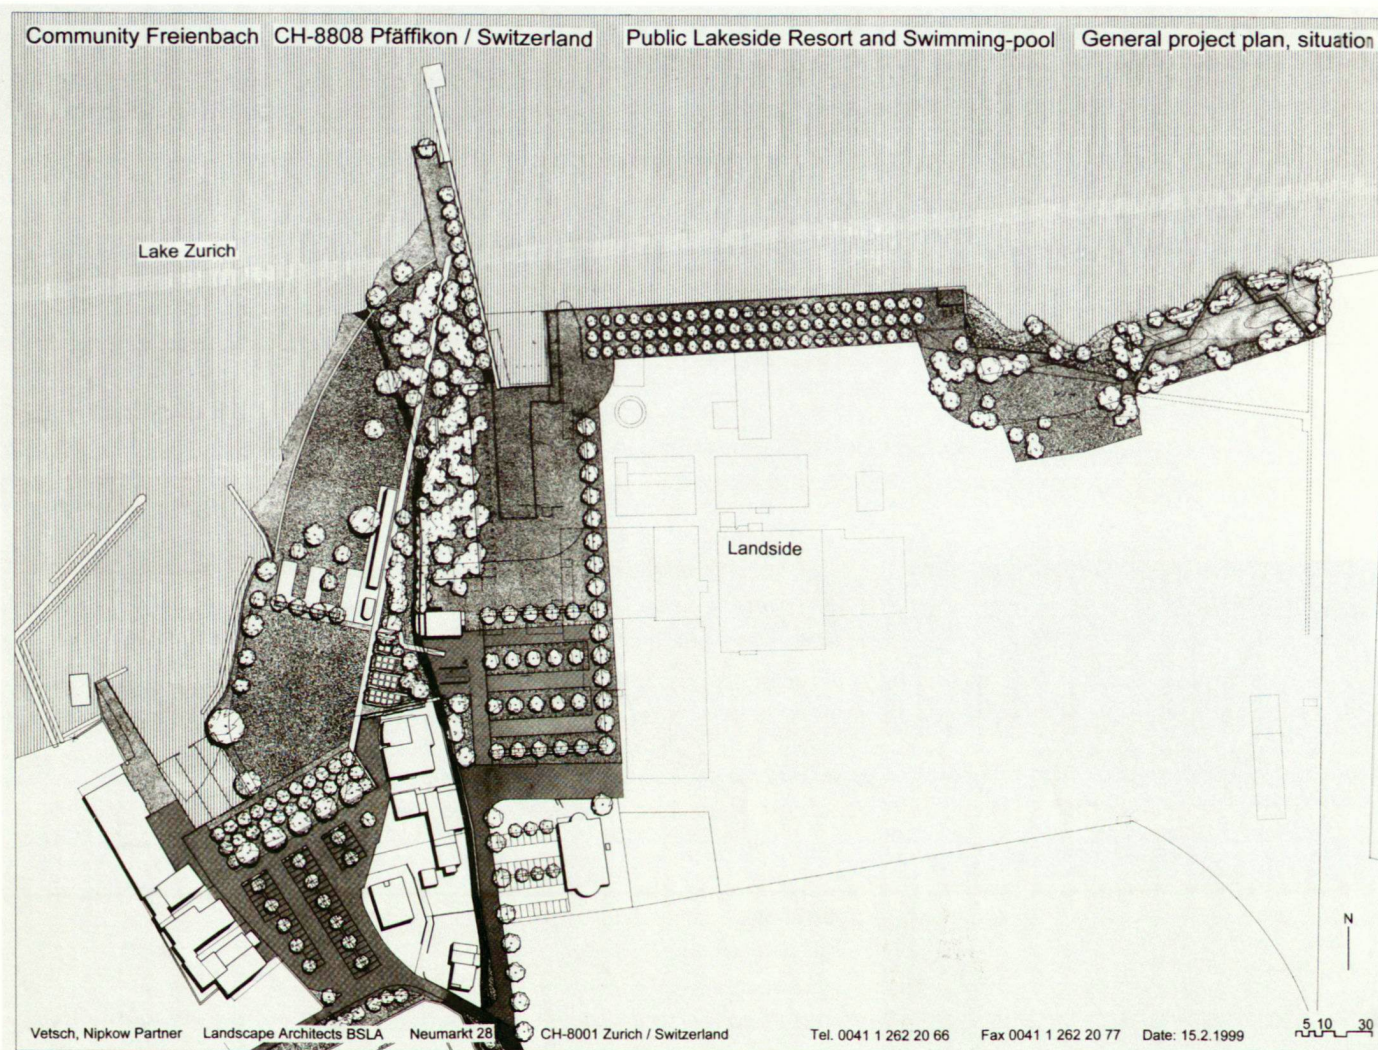 Community Freienbach CH-8808 Pfäffikon / Switzerland Public Lakeside Resort and Swimming-pool General project plan, situation
Lake Zurich
Landside
N
5 10 30
Vetsch, Nipkow Partner Landscape Architects BSLA Neumarkt 28 CH-8001 Zurich / Switzerland Tel. 0041 1 262 20 66 Fax 0041 1 262 20 77 Date: 15.2.1999